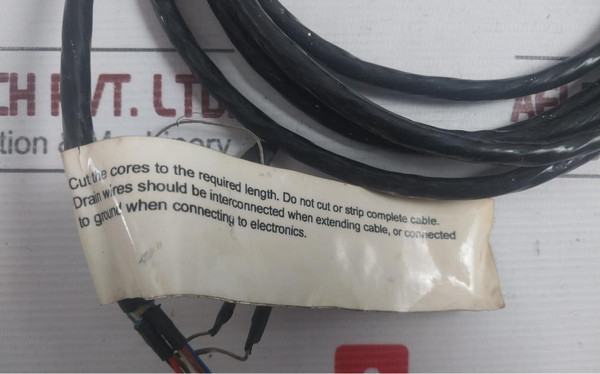 CH PVT. LTD.
tion & Machinery
Cut the cores to the required length. Do not cut or strip complete cable.
Drain wires should be interconnected when extending cable, or connected
to ground when connecting to electronics.